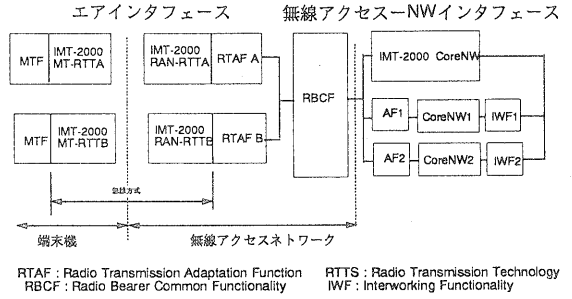 エアインタフェース
無線アクセスーNWインタフェース
MTF
IMT-2000
MT-RTTA
IMT-2000
RAN-RTTA
RTAF A
RBCF
IMT-2000 CoreNW
AF1
CoreNW1
IWF1
MTF
IMT-2000
MT-RTTB
IMT-2000
RAN-RTTB
RTAF B
AF2
CoreNW2
IWF2
端末機
無線アクセスネットワーク
RTAF : Radio Transmission Adaptation Function
RTTS : Radio Transmission Technology
RBCF : Radio Bearer Common Functionality
IWF : Interworking Functionality